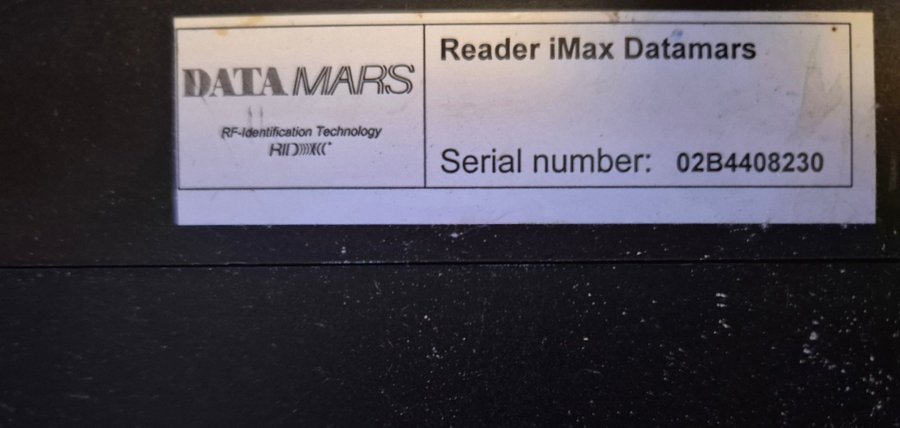 DATA MARS
RF-Identification Technology
Reader iMax Datamars
Serial number: 02B4408230